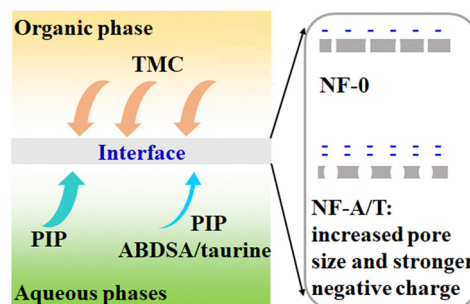 Organic phase
TMC
Interface
PIP
PIP
ABDSA/taurine
Aqueous phases
NF-0
NF-A/T:
increased pore
size and stronger
negative charge